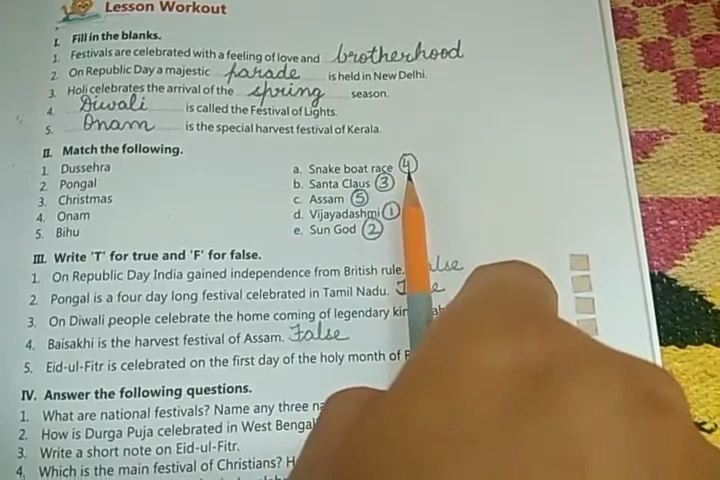 Lesson Workout
I. Fill in the blanks.
1. Festivals are celebrated with a feeling of love and brotherhood
2. On Republic Day a majestic parade is held in New Delhi.
3. Holi celebrates the arrival of the spring season.
4. Diwali is called the Festival of Lights.
5. Onam is the special harvest festival of Kerala.
II. Match the following.
1. Dussehra a. Snake boat race 4
2. Pongal b. Santa Claus 3
3. Christmas c. Assam 5
4. Onam d. Vijayadashmi 1
5. Bihu e. Sun God 2
III. Write 'T' for true and 'F' for false.
1. On Republic Day India gained independence from British rule.
2. Pongal is a four day long festival celebrated in Tamil Nadu.
3. On Diwali people celebrate the home coming of legendary
4. Baisakhi is the harvest festival of Assam. False
5. Eid-ul-Fitr is celebrated on the first day of the holy month of
IV. Answer the following questions.
1. What are national festivals? Name any three
2. How is Durga Puja celebrated in West Bengal
3. Write a short note on Eid-ul-Fitr.
4. Which is the main festival of Christians?